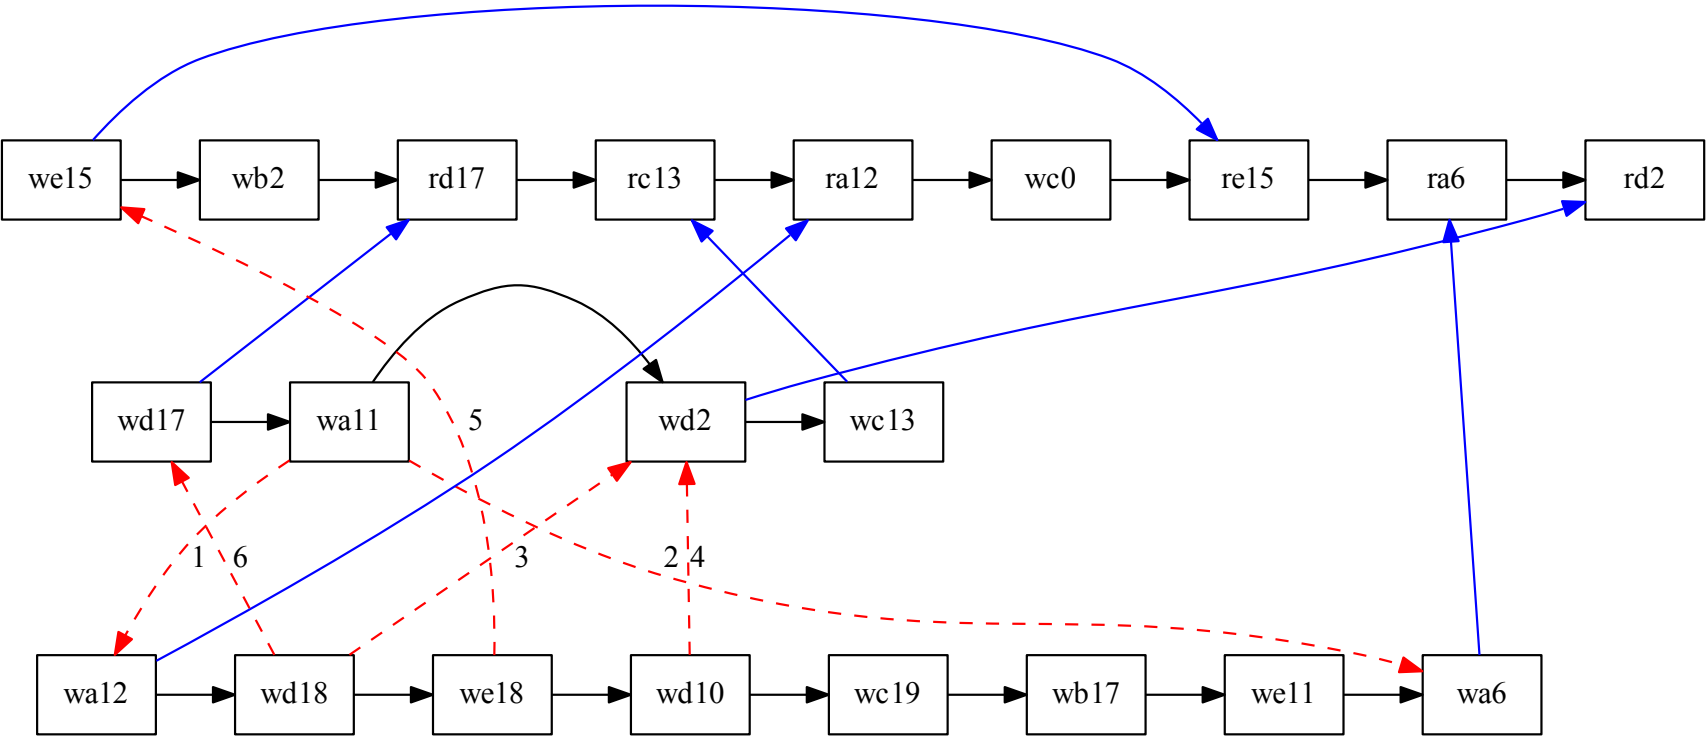 we15 wb2 rd17 rc13 ra12 wc0 re15 ra6 rd2
wd17 wa11 5 wd2 wc13
1 6 3 2 4
wa12 wd18 we18 wd10 wc19 wb17 we11 wa6